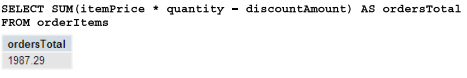 SELECT SUM(itemPrice * quantity - discountAmount) AS ordersTotal
FROM orderItems
ordersTotal
1987.29